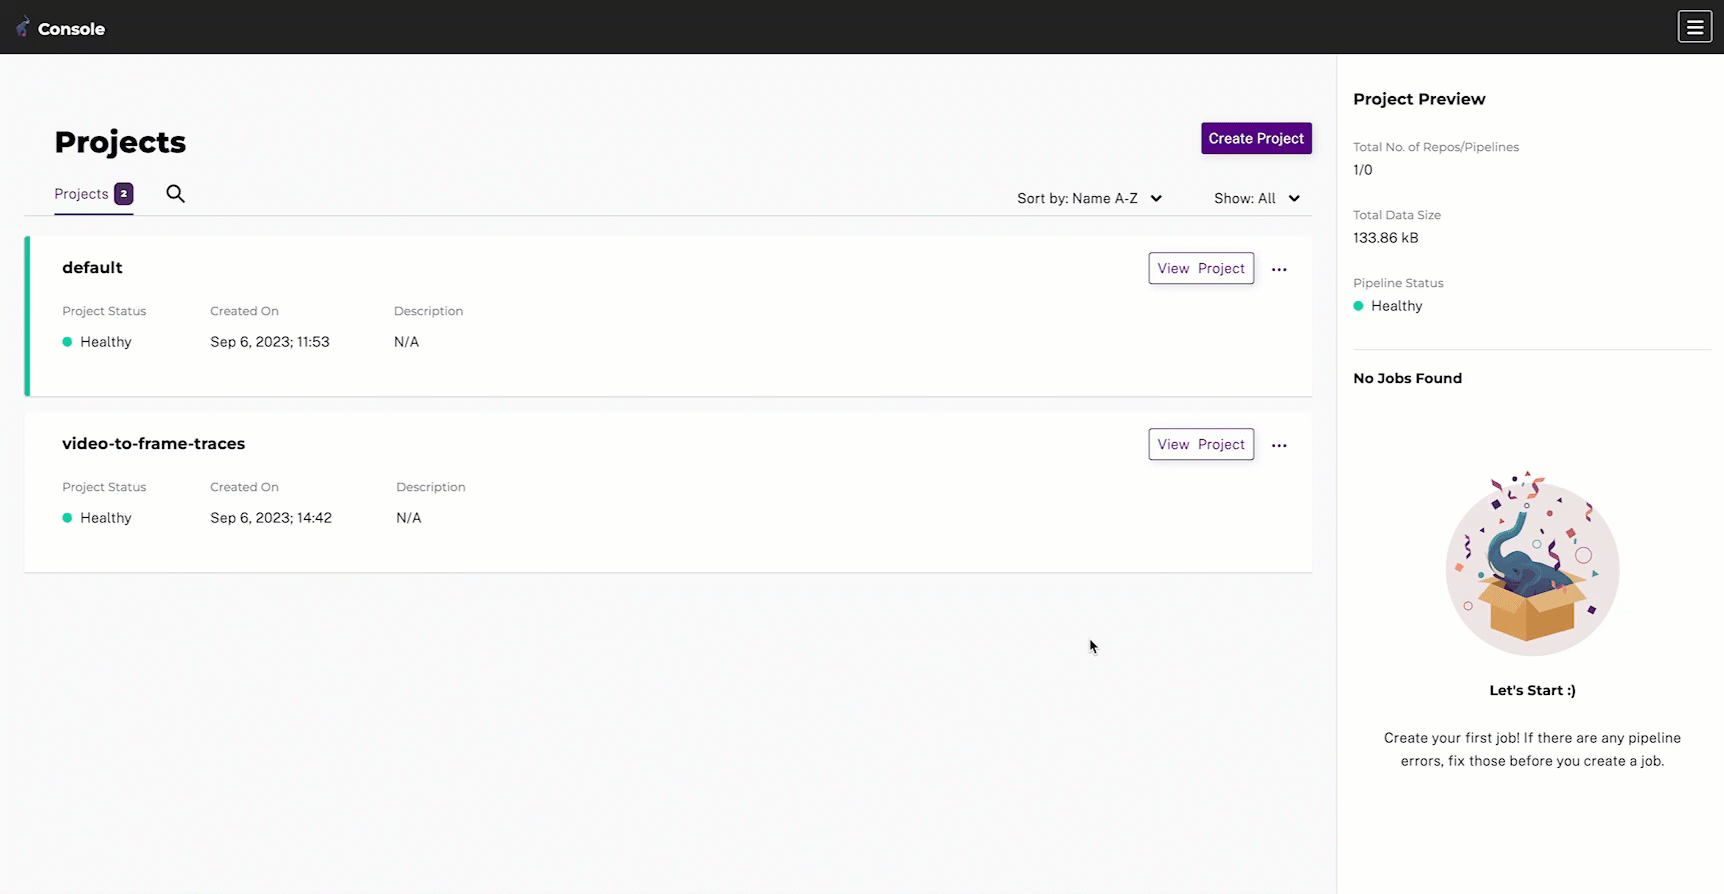 Console
Projects
Create Project
Projects 2
Sort by: Name A-Z
Show: All
default
View Project
Project Status
Created On
Description
Healthy
Sep 6, 2023; 11:53
N/A
video-to-frame-traces
View Project
Project Status
Created On
Description
Healthy
Sep 6, 2023; 14:42
N/A
Project Preview
Total No. of Repos/Pipelines
1/0
Total Data Size
133.86 kB
Pipeline Status
Healthy
No Jobs Found
Let's Start :)
Create your first job! If there are any pipeline
errors, fix those before you create a job.